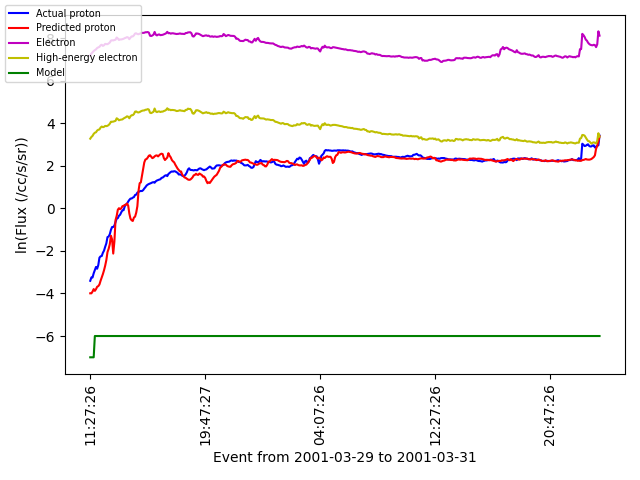 Actual proton
Predicted proton
Electron
High-energy electron
Model
8
6
4
2
0
−2
−4
−6
ln(Flux (/cc/s/sr))
11:27:26
19:47:27
04:07:26
12:27:26
20:47:26
Event from 2001-03-29 to 2001-03-31